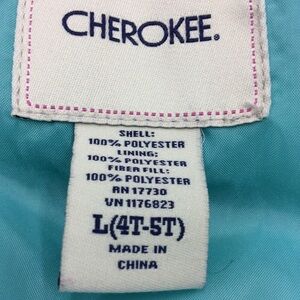 CHEROKEE.
SHELL:
100% POLYESTER
LINING:
100% POLYESTER
FIBER FILL:
100% POLYESTER
RN 17730
VN 1176823
L(4T-5T)
MADE IN
CHINA